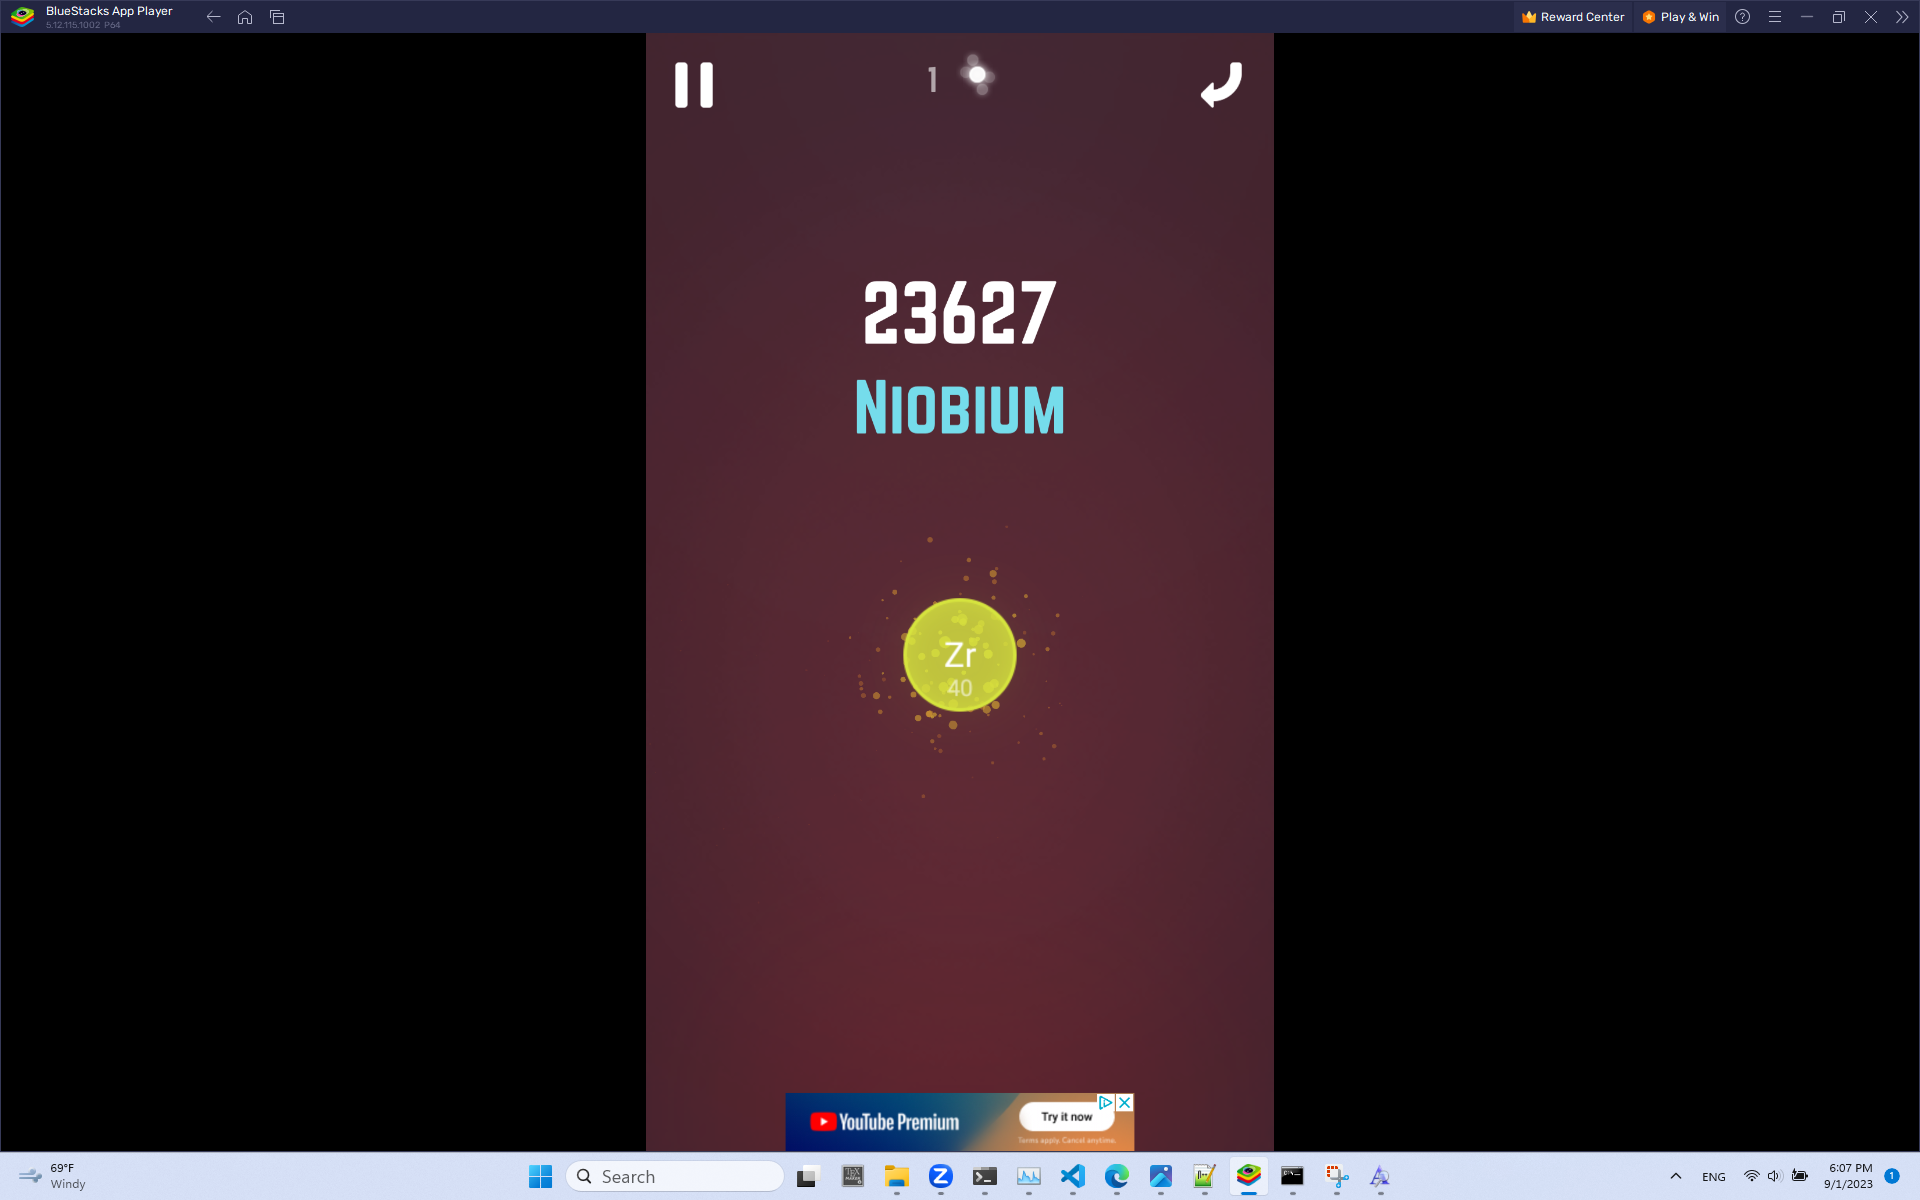 BlueStacks App Player
5.12.115.1002 P64
Reward Center
Play & Win
1
23627
Niobium
Zr
40
YouTube Premium
Try it now
Terms apply. Cancel anytime.
69°F
Windy
Search
ENG
6:07 PM
9/1/2023
1